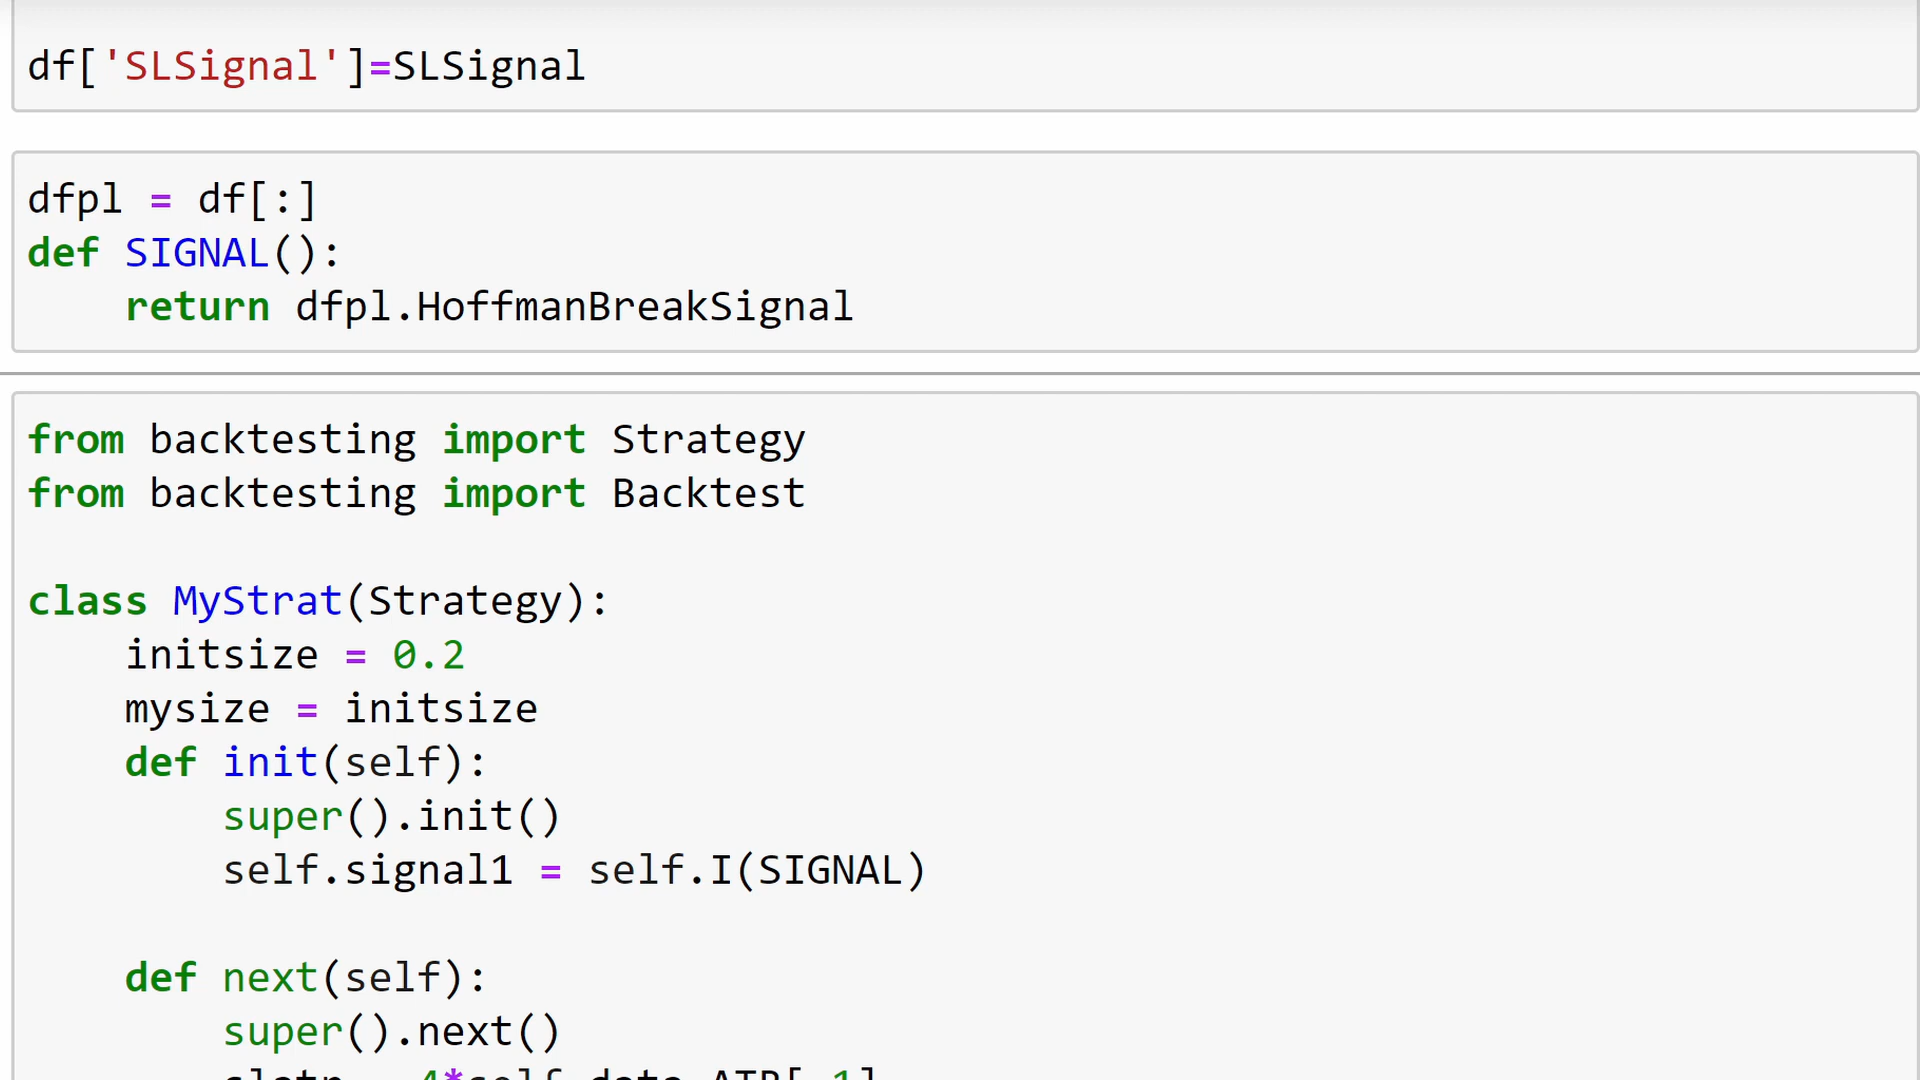 df['SLSignal']=SLSignal
dfpl = df[:]
def SIGNAL():
    return dfpl.HoffmanBreakSignal
from backtesting import Strategy
from backtesting import Backtest
class MyStrat(Strategy):
    initsize = 0.2
    mysize = initsize
    def init(self):
        super().init()
        self.signal1 = self.I(SIGNAL)
    def next(self):
        super().next()